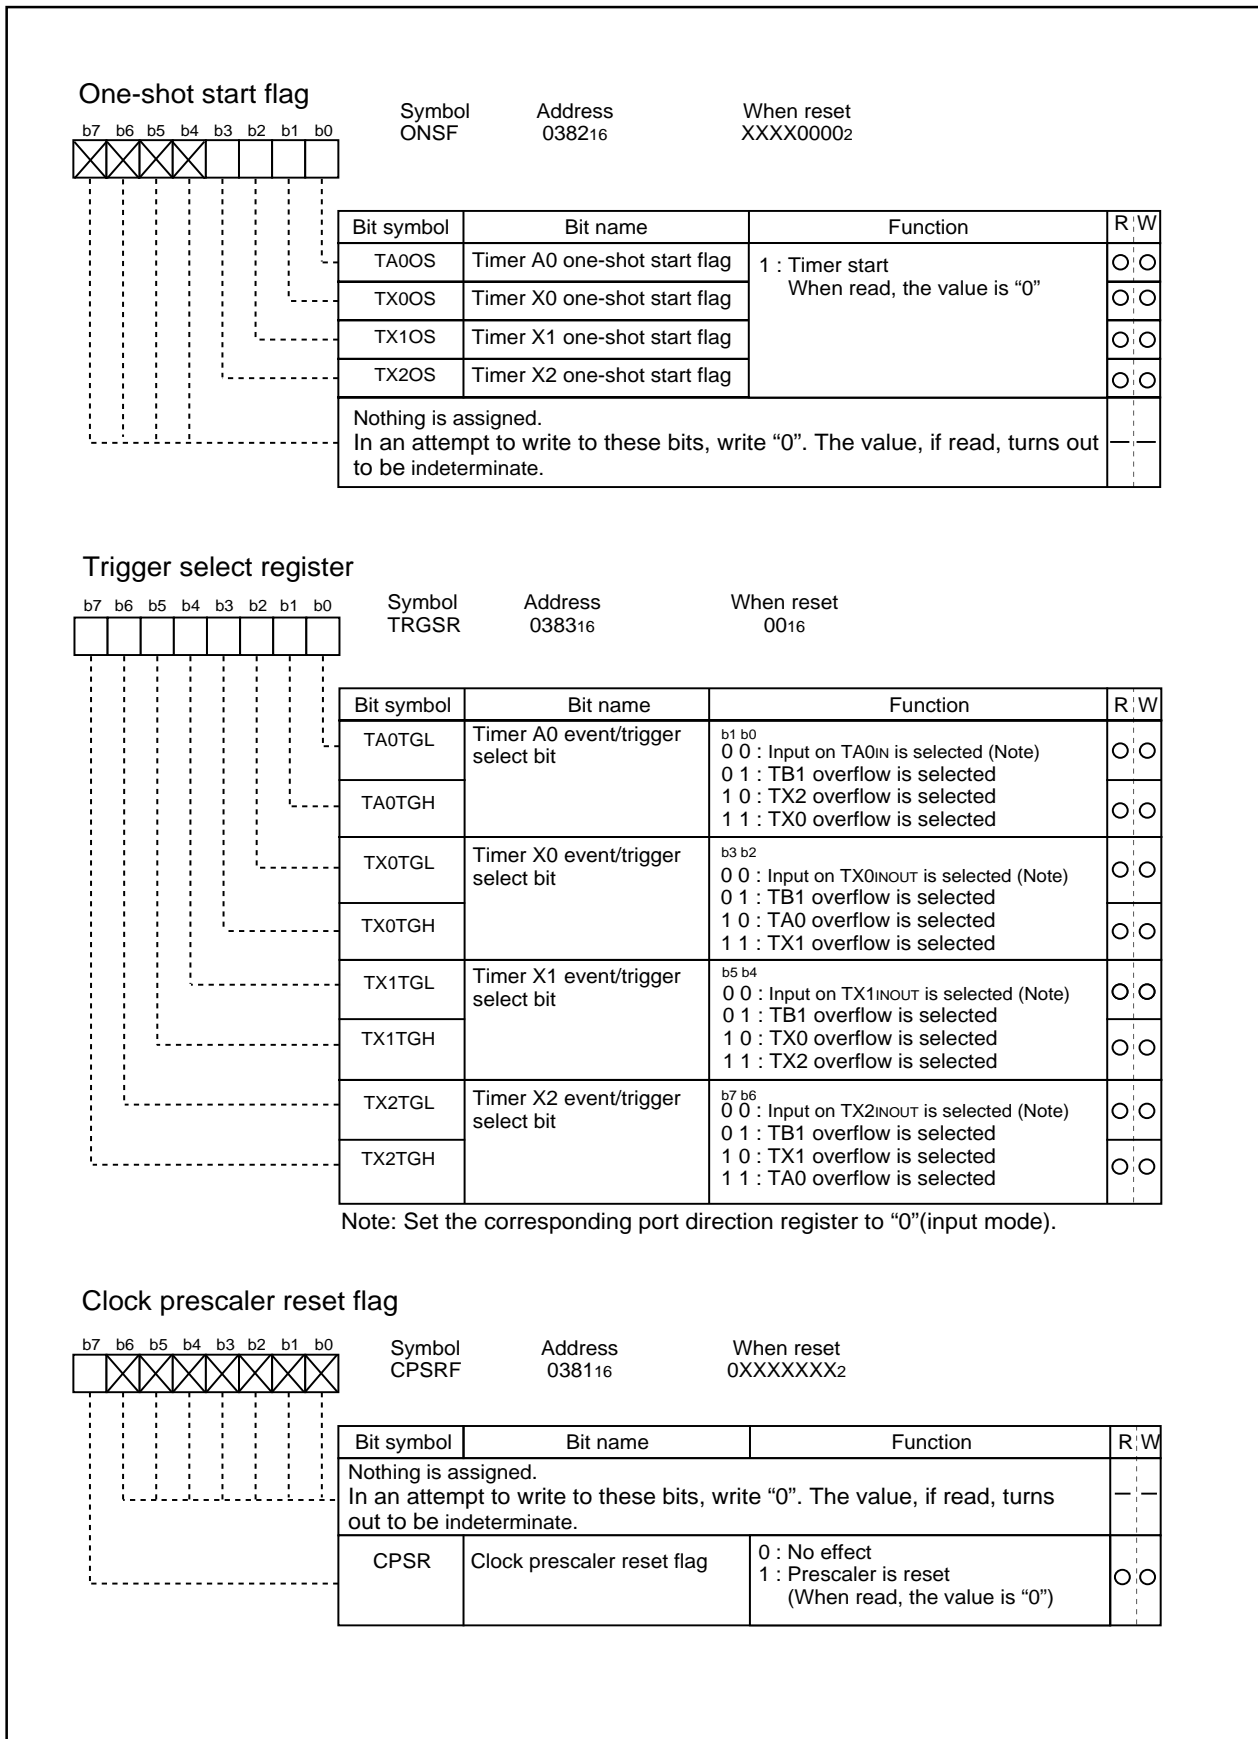 One-shot start flag
Symbol Address When reset
ONSF 038216 XXXX00002
b7 b6 b5 b4 b3 b2 b1 b0
Bit symbol Bit name Function R W
TA0OS Timer A0 one-shot start flag 1 : Timer start
When read, the value is “0”
TX0OS Timer X0 one-shot start flag
TX1OS Timer X1 one-shot start flag
TX2OS Timer X2 one-shot start flag
Nothing is assigned.
In an attempt to write to these bits, write “0”. The value, if read, turns out
to be indeterminate.
Trigger select register
Symbol Address When reset
TRGSR 038316 0016
b7 b6 b5 b4 b3 b2 b1 b0
Bit symbol Bit name Function R W
TA0TGL Timer A0 event/trigger
select bit
TA0TGH
b1 b0
0 0 : Input on TA0IN is selected (Note)
0 1 : TB1 overflow is selected
1 0 : TX2 overflow is selected
1 1 : TX0 overflow is selected
TX0TGL Timer X0 event/trigger
select bit
TX0TGH
b3 b2
0 0 : Input on TX0INOUT is selected (Note)
0 1 : TB1 overflow is selected
1 0 : TA0 overflow is selected
1 1 : TX1 overflow is selected
TX1TGL Timer X1 event/trigger
select bit
TX1TGH
b5 b4
0 0 : Input on TX1INOUT is selected (Note)
0 1 : TB1 overflow is selected
1 0 : TX0 overflow is selected
1 1 : TX2 overflow is selected
TX2TGL Timer X2 event/trigger
select bit
TX2TGH
b7 b6
0 0 : Input on TX2INOUT is selected (Note)
0 1 : TB1 overflow is selected
1 0 : TX1 overflow is selected
1 1 : TA0 overflow is selected
Note: Set the corresponding port direction register to “0”(input mode).
Clock prescaler reset flag
Symbol Address When reset
CPSRF 038116 0XXXXXXX2
b7 b6 b5 b4 b3 b2 b1 b0
Bit symbol Bit name Function R W
Nothing is assigned.
In an attempt to write to these bits, write “0”. The value, if read, turns
out to be indeterminate.
CPSR Clock prescaler reset flag 0 : No effect
1 : Prescaler is reset
(When read, the value is “0”)